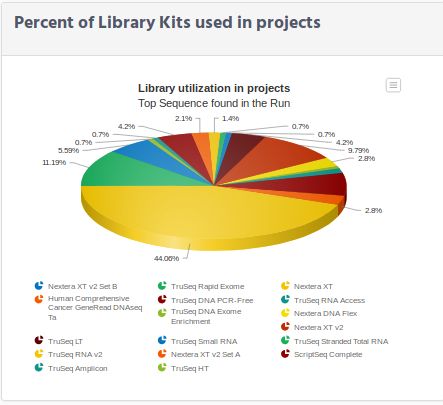 Percent of Library Kits used in projects
Library utilization in projects
Top Sequence found in the Run
2.1%
1.4%
4.2%
0.7%
0.7%
0.7%
0.7%
4.2%
5.59%
9.79%
11.19%
2.8%
2.8%
44.06%
Nextera XT v2 Set B
TruSeq Rapid Exome
Nextera XT
Human Comprehensive
Cancer GeneRead DNAseq
Ta
TruSeq DNA PCR-Free
TruSeq RNA Access
TruSeq DNA Exome
Enrichment
Nextera DNA Flex
Nextera XT v2
TruSeq LT
TruSeq Small RNA
TruSeq Stranded Total RNA
TruSeq RNA v2
Nextera XT v2 Set A
ScriptSeq Complete
TruSeq Amplicon
TruSeq HT